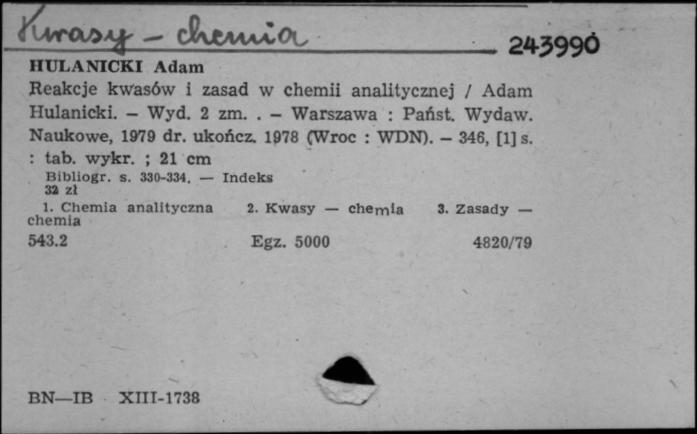 Kwasy – chemia
243990
HULANICKI Adam
Reakcje kwasów i zasad w chemii analitycznej / Adam
Hulanicki. — Wyd. 2 zm. . — Warszawa : Państ. Wydaw.
Naukowe, 1979 dr. ukończ. 1978 (Wroc : WDN). — 346, [1] s.
: tab. wykr. ; 21 cm
Bibliogr. s. 330-334. — Indeks
32 zł
1. Chemia analityczna 2. Kwasy — chemia 3. Zasady —
chemia
543.2 Egz. 5000 4820/79
BN—IB XIII-1738